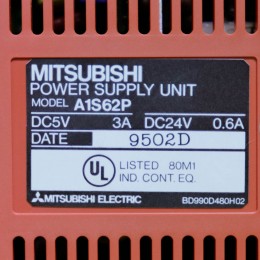 MITSUBISHI
POWER SUPPLY UNIT
MODEL A1S62P
DC5V 3A DC24V 0.6A
DATE 9502D
UL LISTED 80M1
IND. CONT. EQ.
MITSUBISHI ELECTRIC BD990D480H02